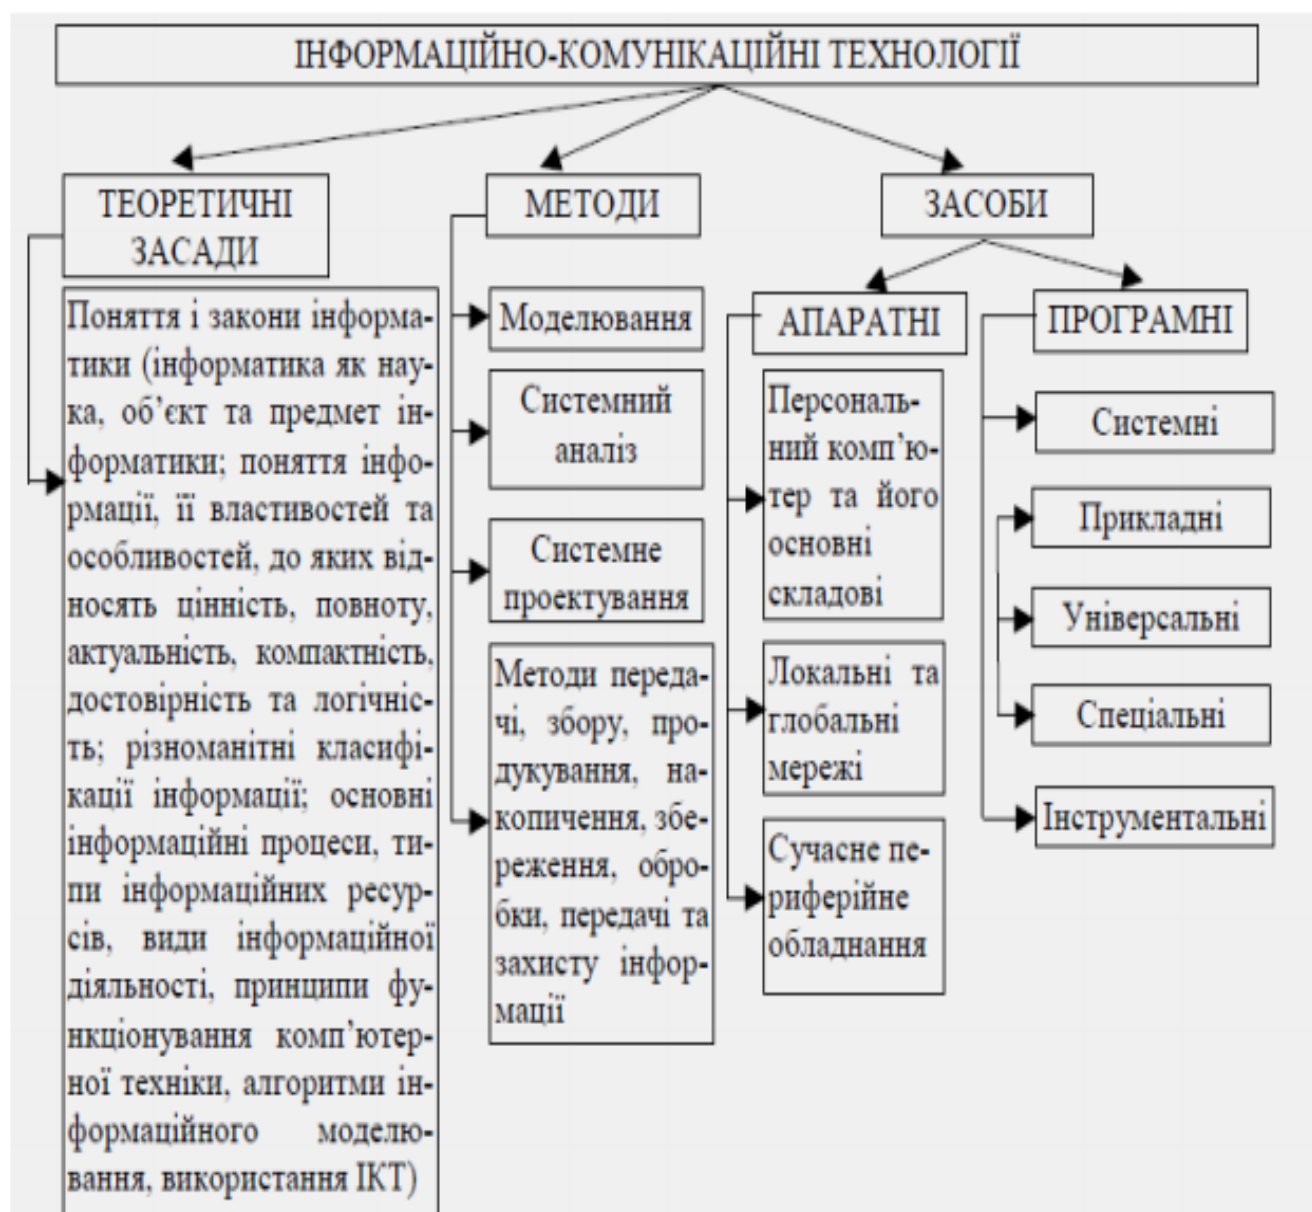 ІНФОРМАЦІЙНО-КОМУНІКАЦІЙНІ ТЕХНОЛОГІЇ
ТЕОРЕТИЧНІ
ЗАСАДИ
Поняття і закони інформа-
тики (інформатика як нау-
ка, об’єкт та предмет ін-
форматики; поняття інфо-
рмації, її властивостей та
особливостей, до яких від-
носять цінність, повноту,
актуальність, компактність,
достовірність та логічніс-
ть; різноманітні класифі-
кації інформації; основні
інформаційні процеси, ти-
пи інформаційних ресур-
сів, види інформаційної
діяльності, принципи фу-
нкціонування комп’ютер-
ної техніки, алгоритми ін-
формаційного моделю-
вання, використання ІКТ)
МЕТОДИ
Моделювання
Системний
аналіз
Системне
проектування
Методи переда-
чі, збору, про-
дукування, на-
копичення, збе-
реження, обро-
бки, передачі та
захисту інфор-
мації
ЗАСОБИ
АПАРАТНІ
Персональ-
ний комп’ю-
тер та його
основні
складові
Локальні та
глобальні
мережі
Сучасне пе-
риферійне
обладнання
ПРОГРАМНІ
Системні
Прикладні
Універсальні
Спеціальні
Інструментальні